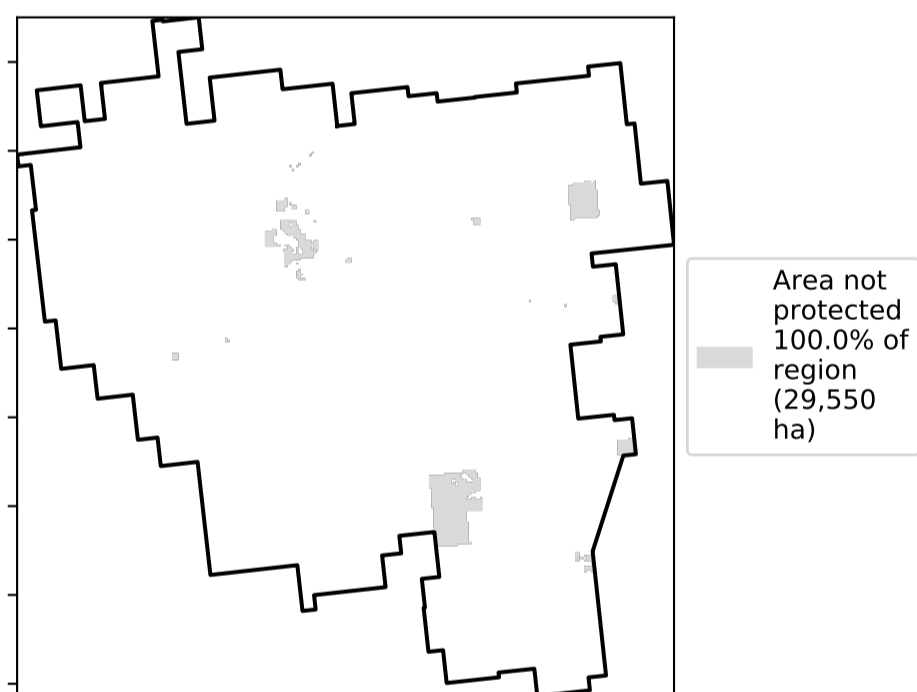 Area not
protected
100.0% of
region
(29,550
ha)